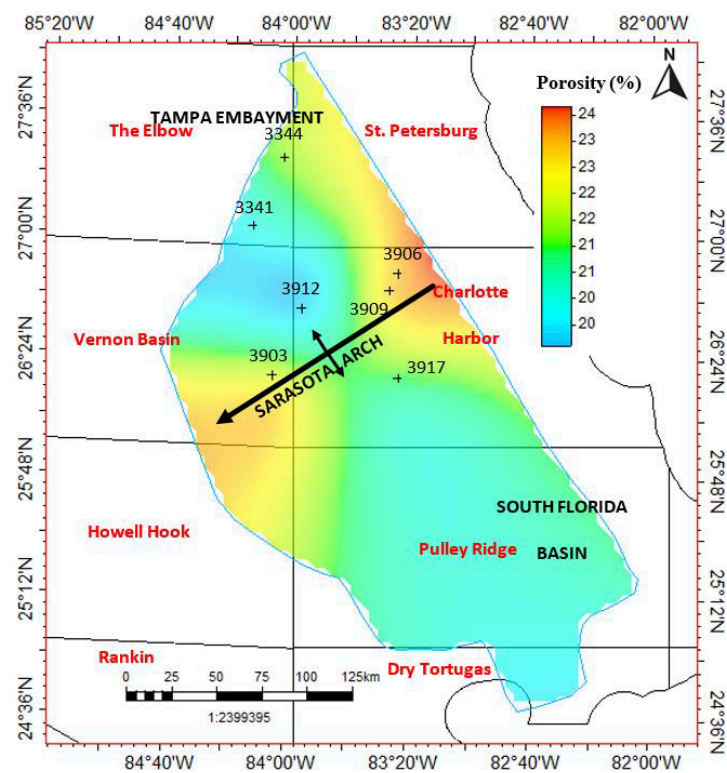 85°20'W 84°40'W 84°00'W 83°20'W 82°40'W 82°00'W
27°36'N
27°00'N
26°24'N
25°48'N
25°12'N
24°36'N
Porosity (%)
N
24
23
22
22
21
21
20
20
TAMPA EMBAYMENT
The Elbow
St. Petersburg
3344
3341
3906
3912
Charlotte
3909
Vernon Basin
Harbor
3903
3917
SARASOTA ARCH
SOUTH FLORIDA
Howell Hook
Pulley Ridge
BASIN
Rankin
Dry Tortugas
0 25 50 75 100 125km
1:2399395
27°36'N
27°00'N
26°24'N
25°48'N
25°12'N
24°36'N
84°40'W 84°00'W 83°20'W 82°40'W 82°00'W